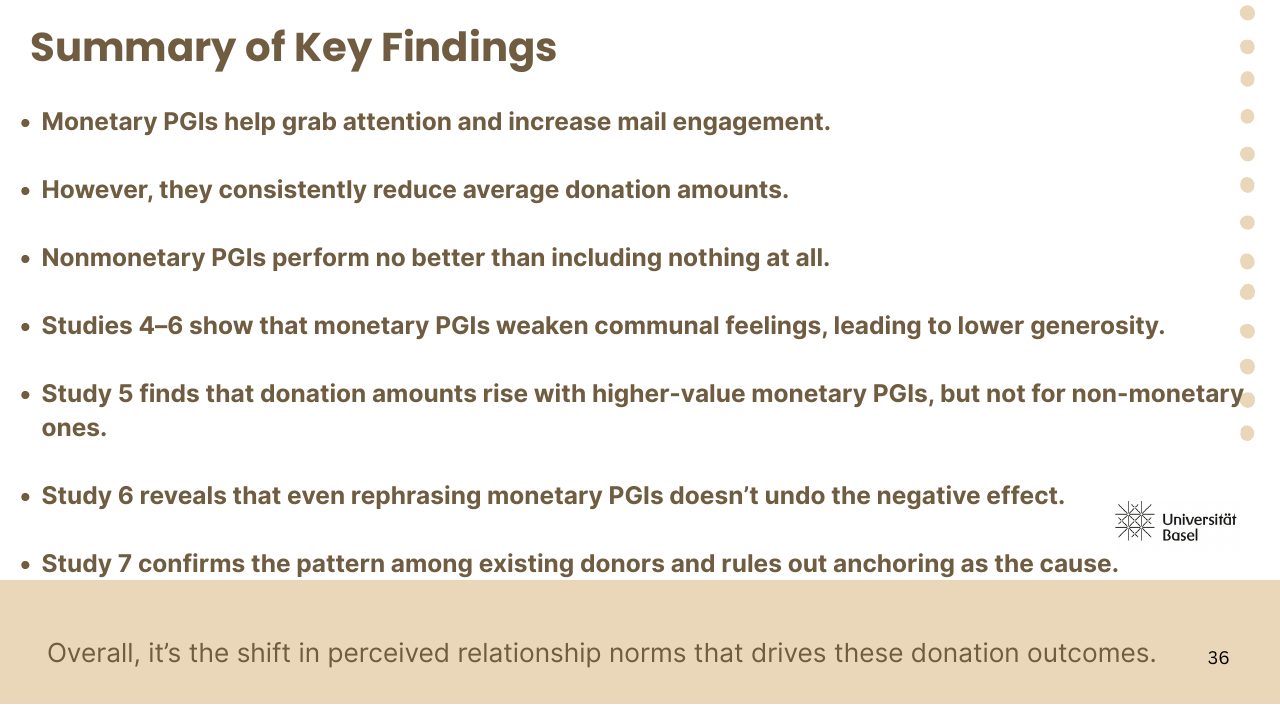 Summary of Key Findings
• Monetary PGIs help grab attention and increase mail engagement.
• However, they consistently reduce average donation amounts.
• Nonmonetary PGIs perform no better than including nothing at all.
• Studies 4–6 show that monetary PGIs weaken communal feelings, leading to lower generosity.
• Study 5 finds that donation amounts rise with higher-value monetary PGIs, but not for non-monetary
ones.
• Study 6 reveals that even rephrasing monetary PGIs doesn’t undo the negative effect.
Universität
Basel
• Study 7 confirms the pattern among existing donors and rules out anchoring as the cause.
Overall, it’s the shift in perceived relationship norms that drives these donation outcomes.
36